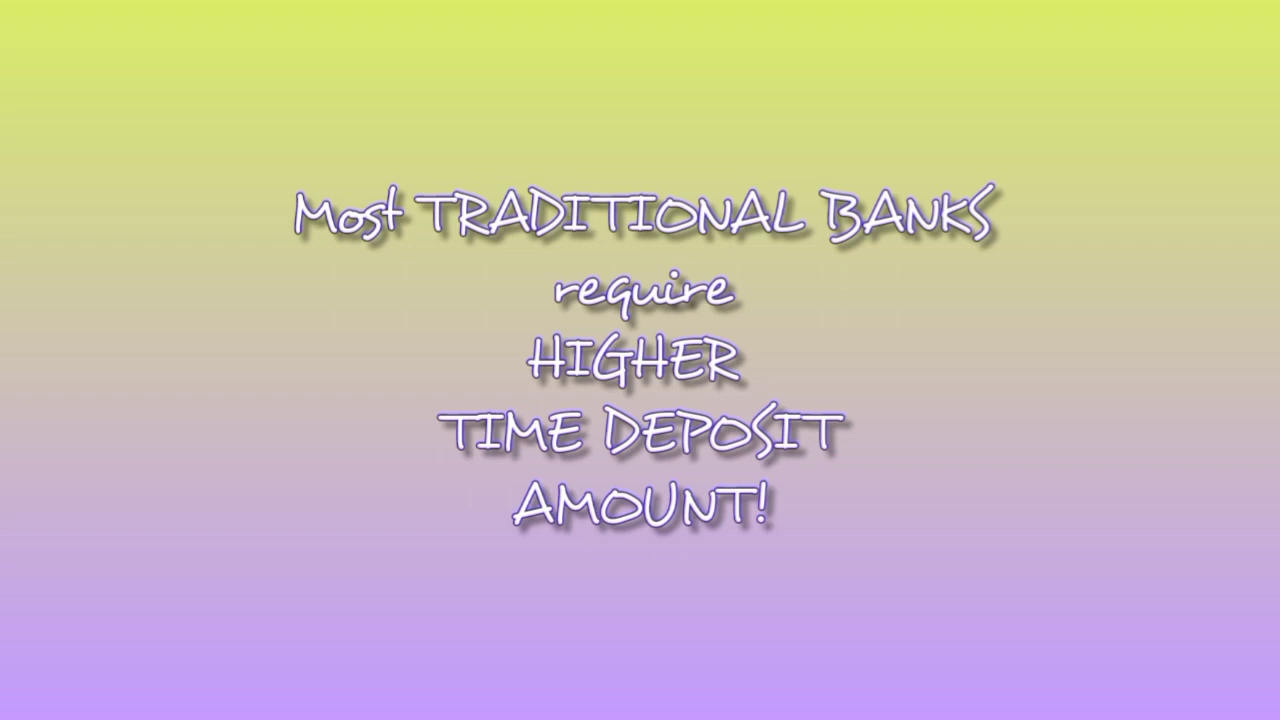 Most TRADITIONAL BANKS
require
HIGHER
TIME DEPOSIT
AMOUNT!